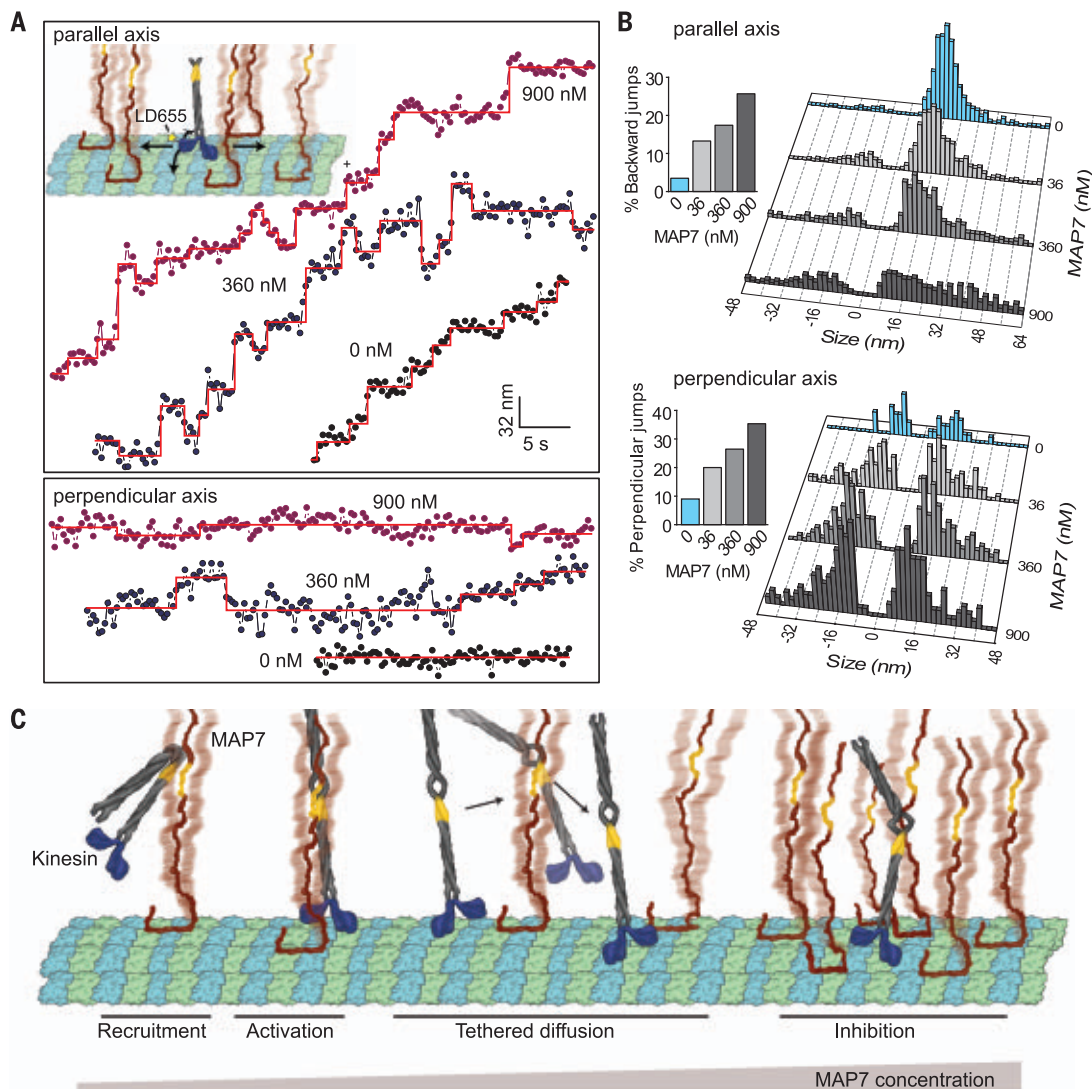 A
parallel axis
LD655
900 nM
+
360 nM
0 nM
32 nm
5 s
perpendicular axis
900 nM
360 nM
0 nM
B
parallel axis
% Backward jumps
30
20
10
0
0 36 360 900
MAP7 (nM)
0
36
360
900
MAP7 (nM)
-48 -32 -16 0 16 32 48 64
Size (nm)
perpendicular axis
% Perpendicular jumps
40
30
20
10
0
0 36 360 900
MAP7 (nM)
0
36
360
900
MAP7 (nM)
-48 -32 -16 0 16 32 48
Size (nm)
C
MAP7
Kinesin
Recruitment Activation Tethered diffusion Inhibition
MAP7 concentration